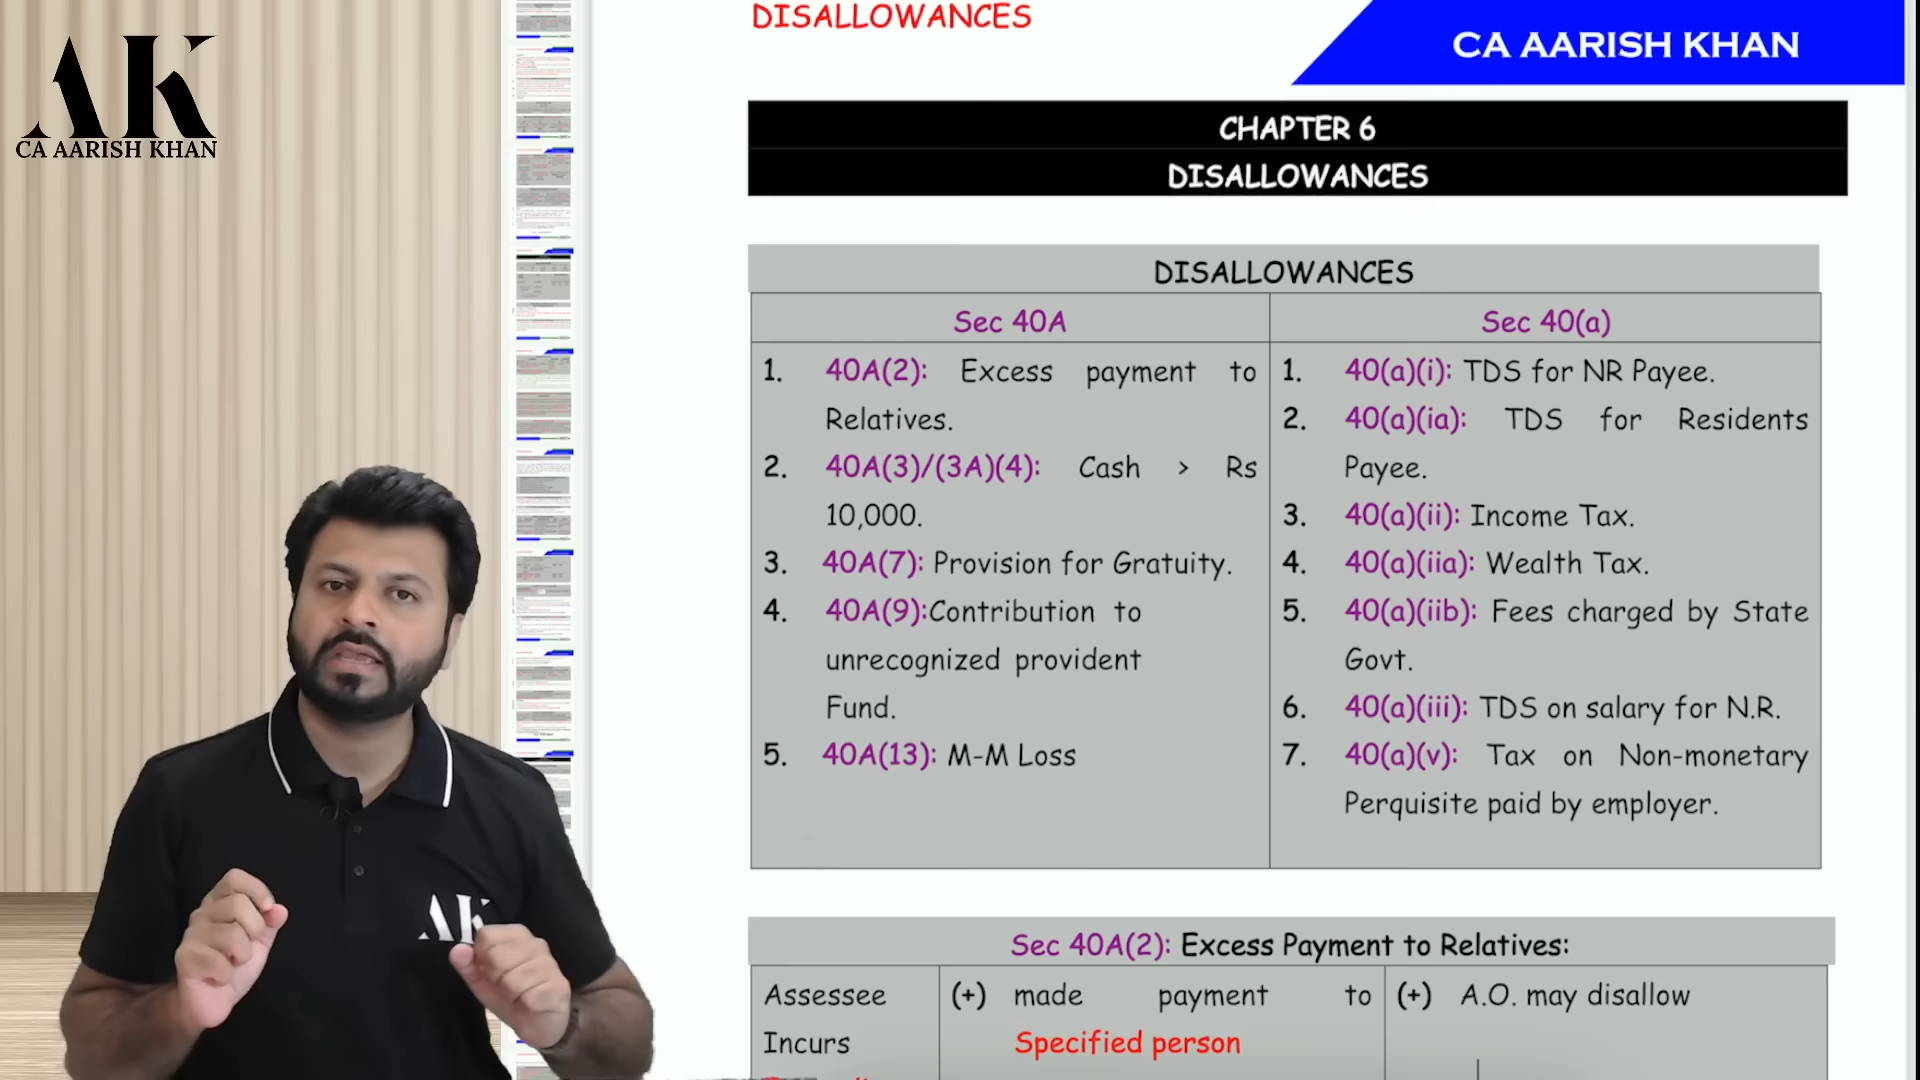 AK
CA AARISH KHAN
DISALLOWANCES
CA AARISH KHAN
CHAPTER 6
DISALLOWANCES
DISALLOWANCES
Sec 40A
1. 40A(2): Excess payment to
Relatives.
2. 40A(3)/(3A)(4): Cash > Rs
10,000.
3. 40A(7): Provision for Gratuity.
4. 40A(9):Contribution to
unrecognized provident
Fund.
5. 40A(13): M-M Loss
Sec 40(a)
1. 40(a)(i): TDS for NR Payee.
2. 40(a)(ia): TDS for Residents
Payee.
3. 40(a)(ii): Income Tax.
4. 40(a)(iia): Wealth Tax.
5. 40(a)(iib): Fees charged by State
Govt.
6. 40(a)(iii): TDS on salary for N.R.
7. 40(a)(v): Tax on Non-monetary
Perquisite paid by employer.
AK
Sec 40A(2): Excess Payment to Relatives:
Assessee
Incurs
(+) made payment to
Specified person
(+) A.O. may disallow